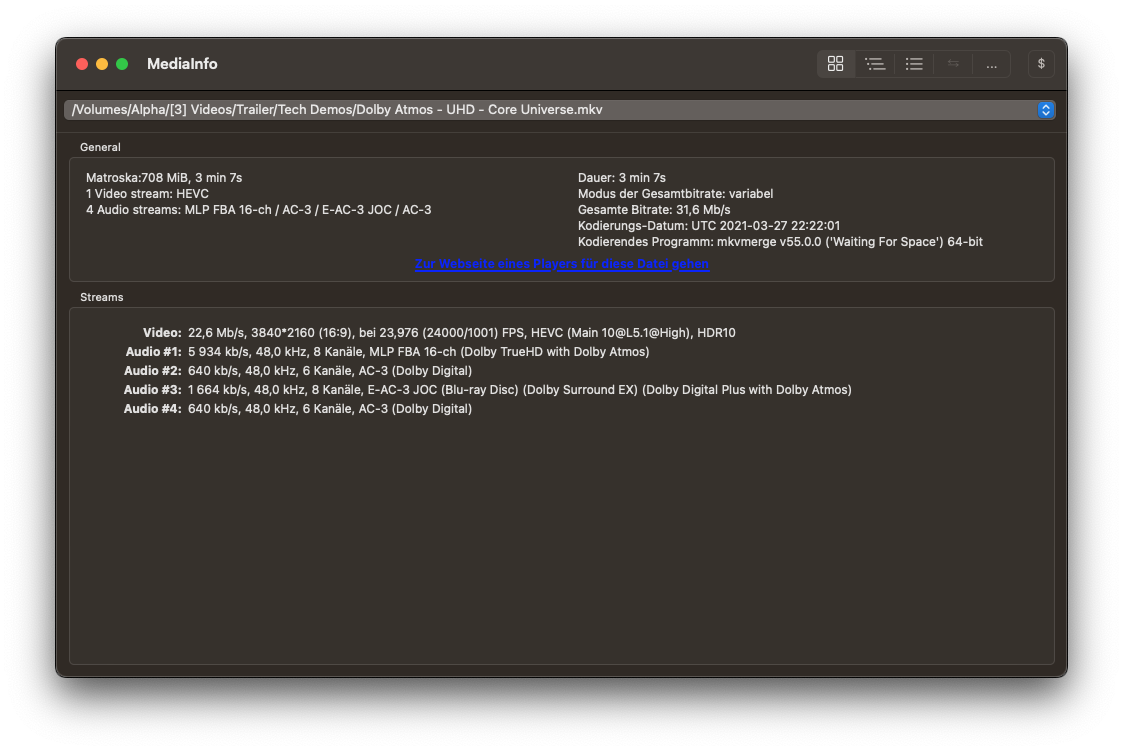 MediaInfo
... $
/Volumes/Alpha/[3] Videos/Trailer/Tech Demos/Dolby Atmos - UHD - Core Universe.mkv
General
Matroska:708 MiB, 3 min 7s
1 Video stream: HEVC
4 Audio streams: MLP FBA 16-ch / AC-3 / E-AC-3 JOC / AC-3
Dauer: 3 min 7s
Modus der Gesamtbitrate: variabel
Gesamte Bitrate: 31,6 Mb/s
Kodierungs-Datum: UTC 2021-03-27 22:22:01
Kodierendes Programm: mkvmerge v55.0.0 ('Waiting For Space') 64-bit
Zur Webseite eines Players für diese Datei gehen
Streams
Video: 22,6 Mb/s, 3840*2160 (16:9), bei 23,976 (24000/1001) FPS, HEVC (Main 10@L5.1@High), HDR10
Audio #1: 5 934 kb/s, 48,0 kHz, 8 Kanäle, MLP FBA 16-ch (Dolby TrueHD with Dolby Atmos)
Audio #2: 640 kb/s, 48,0 kHz, 6 Kanäle, AC-3 (Dolby Digital)
Audio #3: 1 664 kb/s, 48,0 kHz, 8 Kanäle, E-AC-3 JOC (Blu-ray Disc) (Dolby Surround EX) (Dolby Digital Plus with Dolby Atmos)
Audio #4: 640 kb/s, 48,0 kHz, 6 Kanäle, AC-3 (Dolby Digital)